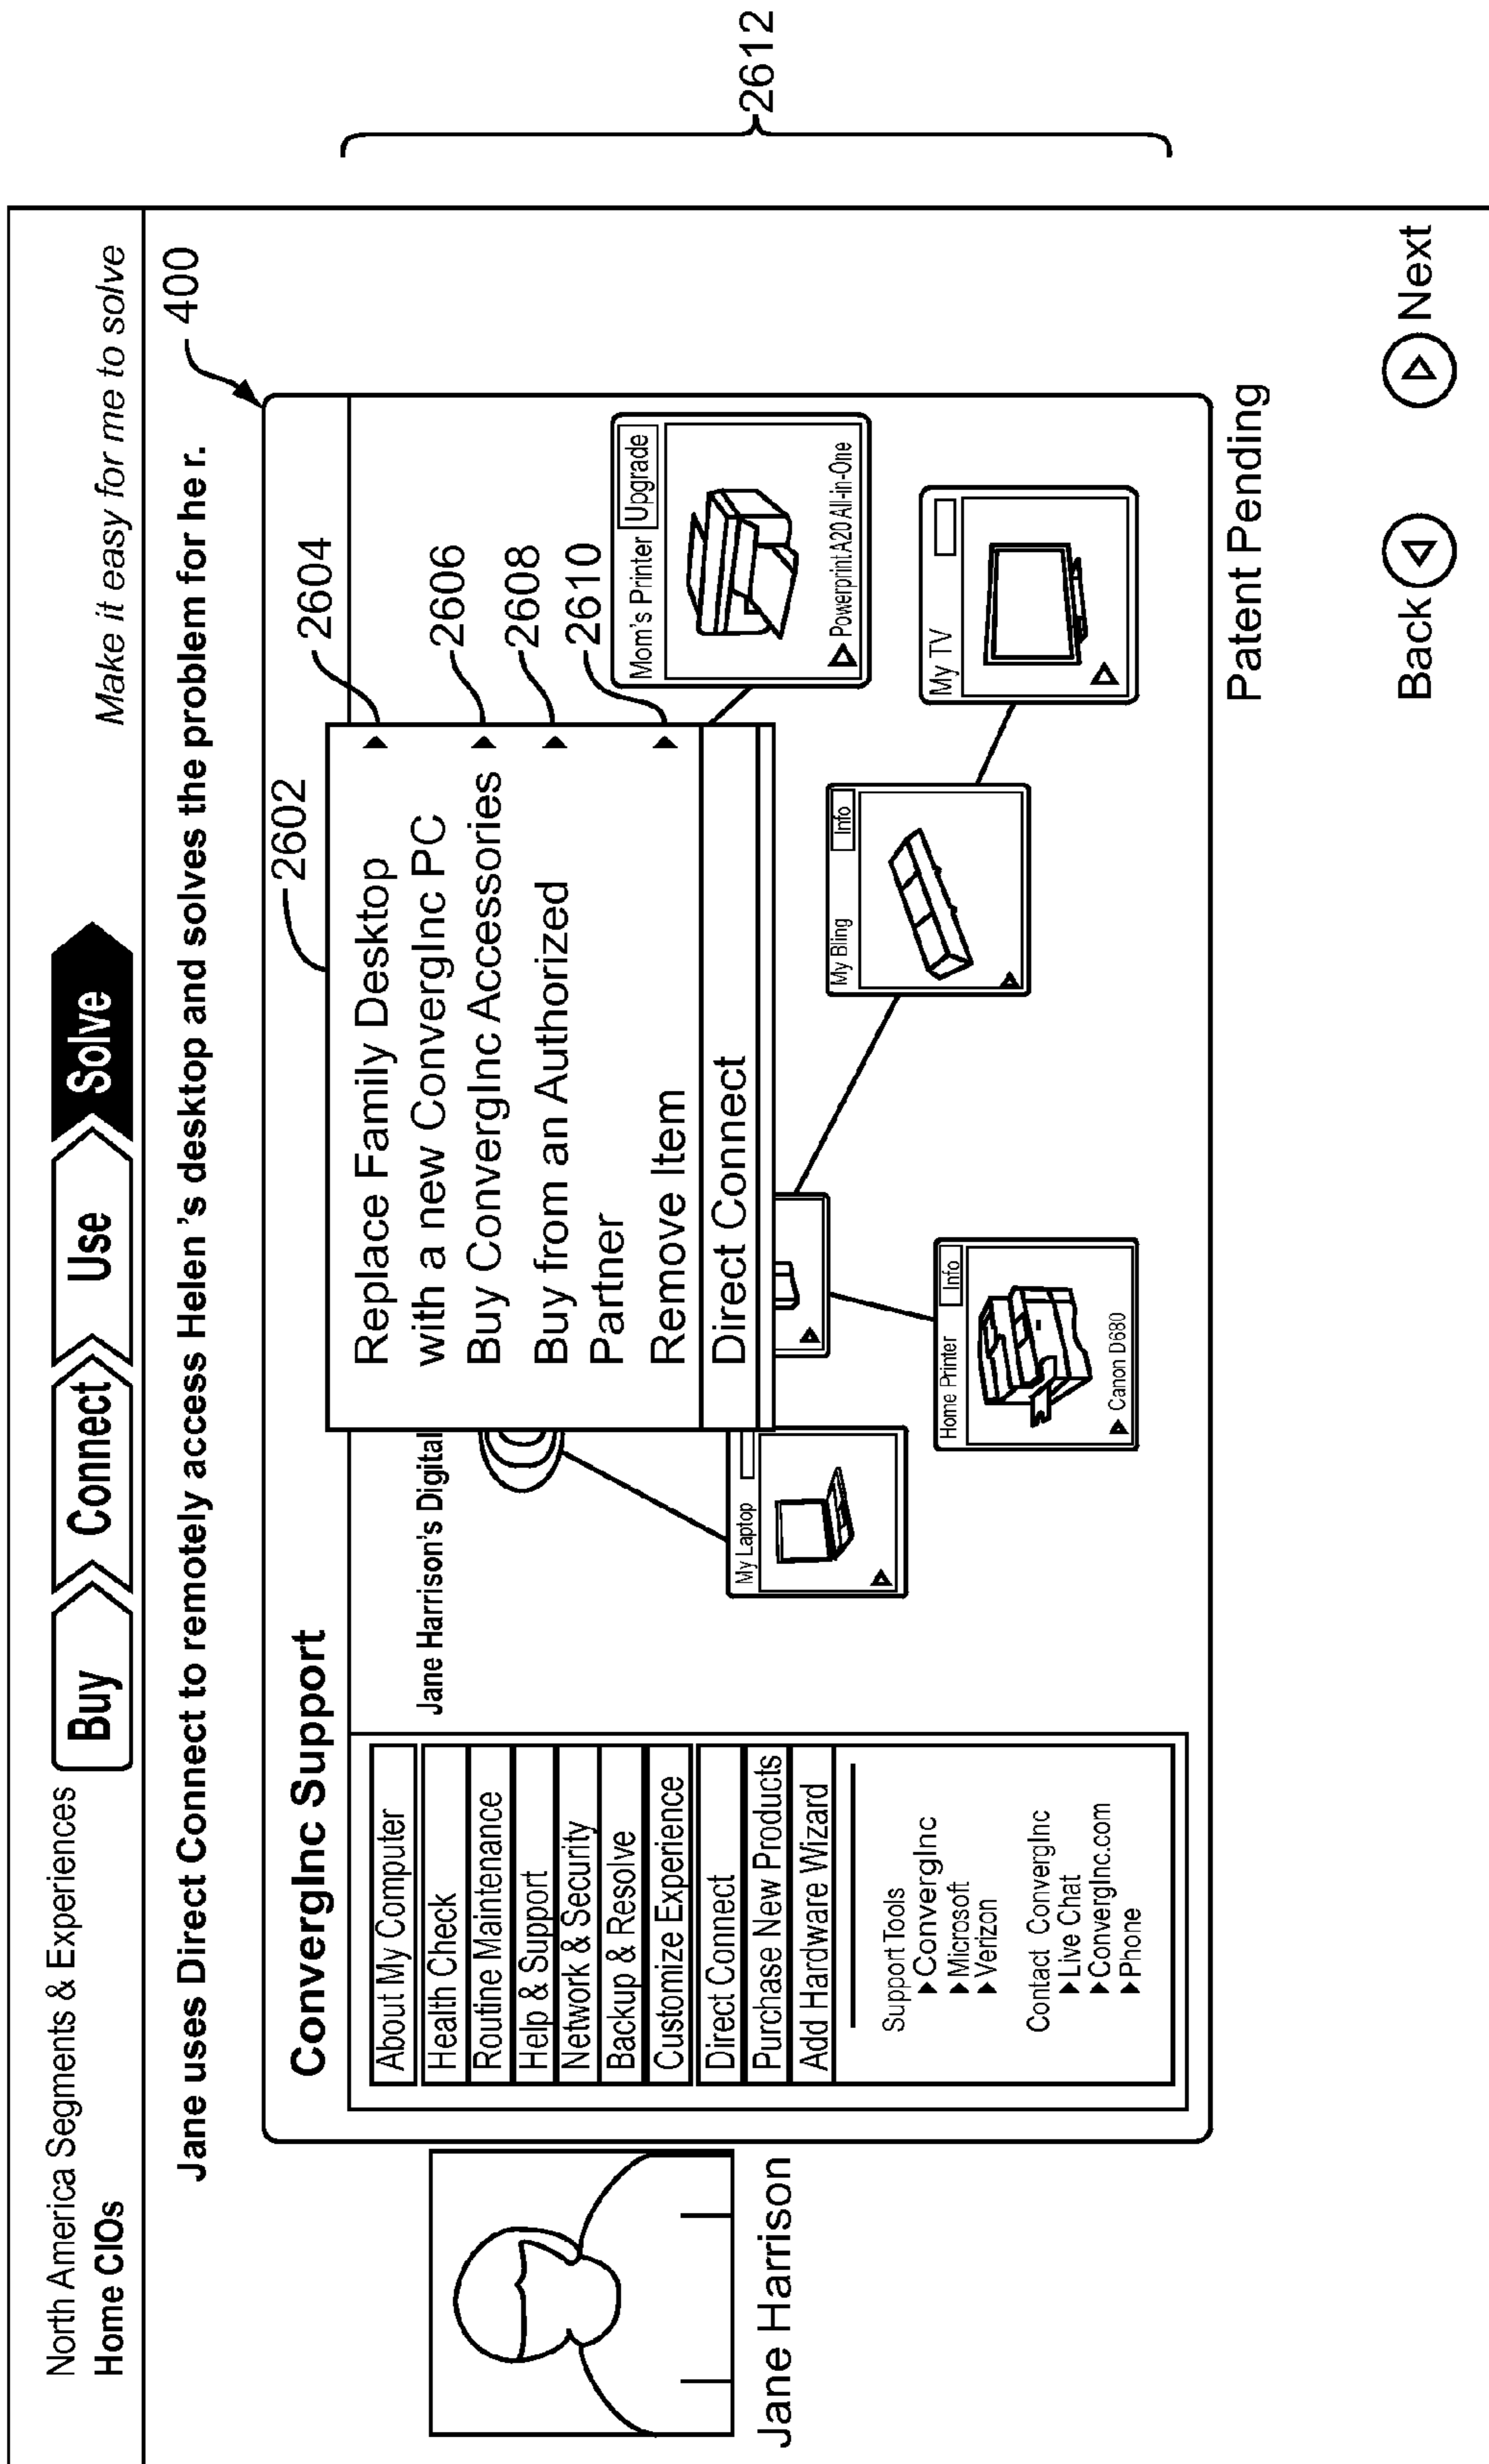 North America Segments & Experiences
Home CIOs
Buy
Connect
Use
Solve
Make it easy for me to solve
Jane uses Direct Connect to remotely access Helen 's desktop and solves the problem for he r.
400
Jane Harrison
ConvergInc Support
About My Computer
Health Check
Routine Maintenance
Help & Support
Network & Security
Backup & Resolve
Customize Experience
Direct Connect
Purchase New Products
Add Hardware Wizard
Support Tools
ConvergInc
Microsoft
Verizon
Contact ConvergInc
Live Chat
ConvergInc.com
Phone
Jane Harrison's Digital
2602
Replace Family Desktop
with a new ConvergInc PC
Buy ConvergInc Accessories
Buy from an Authorized
Partner
Remove Item
Direct Connect
2604
2606
2608
2610
Mom's Printer
Upgrade
Powerprint A20 All-in-One
My Laptop
Home Printer
Info
Canon D680
My Bling
Info
My TV
2612
Patent Pending
Back
Next